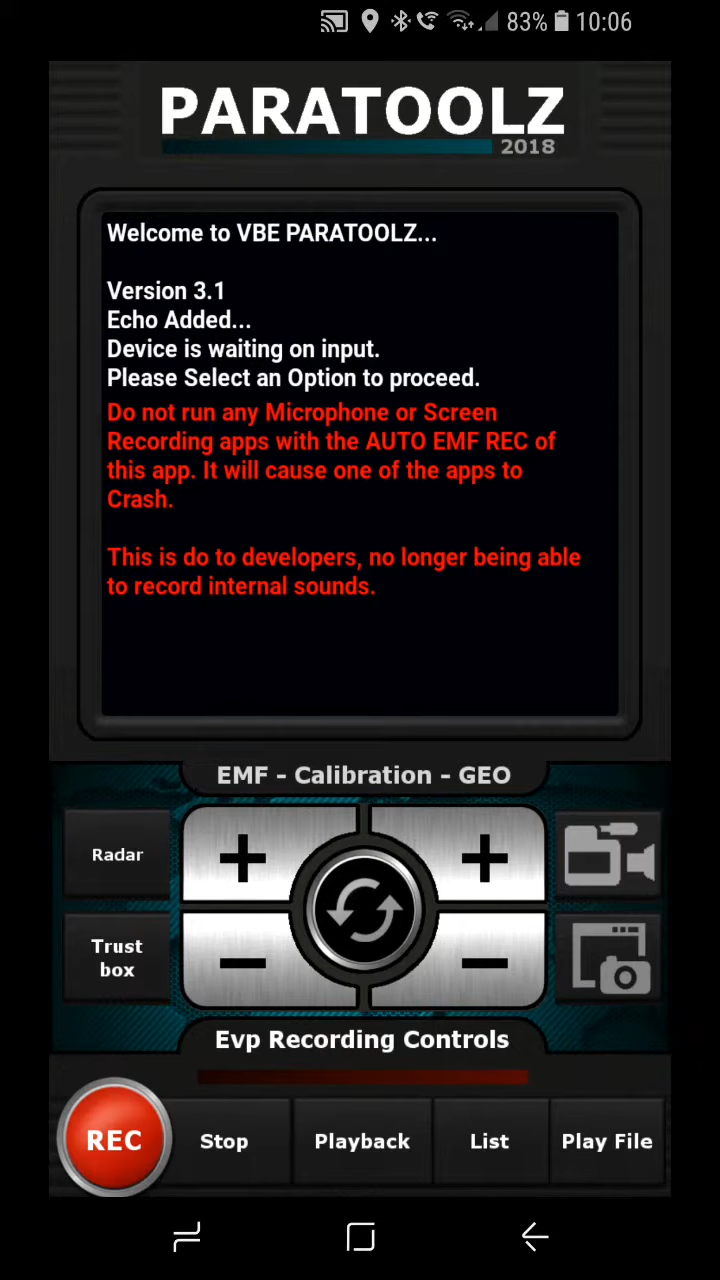 83% 10:06
PARATOOLZ
2018
Welcome to VBE PARATOOLZ...
Version 3.1
Echo Added...
Device is waiting on input.
Please Select an Option to proceed.
Do not run any Microphone or Screen
Recording apps with the AUTO EMF REC of
this app. It will cause one of the apps to
Crash.
This is do to developers, no longer being able
to record internal sounds.
EMF - Calibration - GEO
Radar
+ +
Trust
box
- -
Evp Recording Controls
REC Stop Playback List Play File